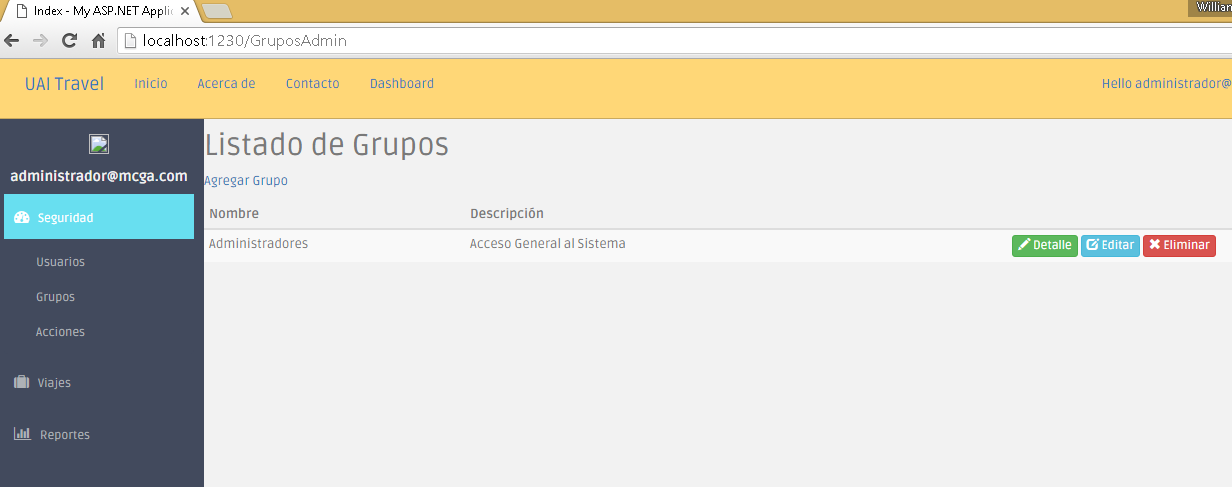 Index - My ASP.NET Applic
Willian
localhost:1230/GruposAdmin
UAI Travel Inicio Acerca de Contacto Dashboard Hello administrador@
administrador@mcga.com
Seguridad
Usuarios
Grupos
Acciones
Viajes
Reportes
Listado de Grupos
Agregar Grupo
Nombre Descripción
Administradores Acceso General al Sistema Detalle Editar Eliminar